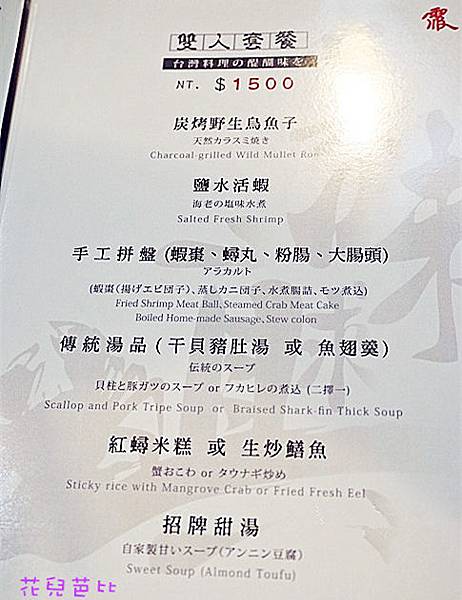 雙人套餐
台灣料理の醍醐味を
NT. $1500
炭烤野生烏魚子
天然カラスミ焼き
Charcoal-grilled Wild Mullet Roe
鹽水活蝦
海老の塩味水煮
Salted Fresh Shrimp
手工拼盤 (蝦棗、蟳丸、粉腸、大腸頭)
アラカルト
(蝦棗(揚げエビ団子)、蒸しカニ団子、水煮腸詰、モツ煮込)
Fried Shrimp Meat Ball, Steamed Crab Meat Cake
Boiled Home-made Sausage, Stew colon
傳統湯品 (干貝豬肚湯 或 魚翅羹)
伝統のスープ
貝柱と豚ガツのスープ or フカヒレの煮込 (二擇一)
Scallop and Pork Tripe Soup or Braised Shark-fin Thick Soup
紅蟳米糕 或 生炒鱔魚
蟹おこわ or タウナギ炒め
Sticky rice with Mangrove Crab or Fried Fresh Eel
招牌甜湯
自家製甘いスープ(アンニン豆腐)
Sweet Soup (Almond Toufu)
花兒芭比